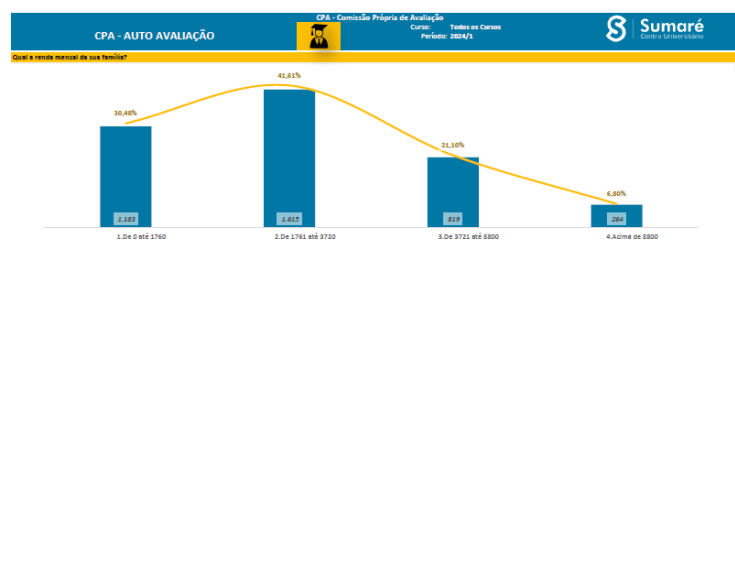 CPA - Comissão Própria de Avaliação
CPA - AUTO AVALIAÇÃO
Curso: Todos os Cursos
Período: 2024/1
Sumaré
Centro Universitário
Qual a renda mensal da sua família?
41,61%
30,48%
21,10%
6,80%
1.183
1.615
819
264
1.De 0 até 1760
2.De 1761 até 3720
3.De 3721 até 8800
4.Acima de 8800